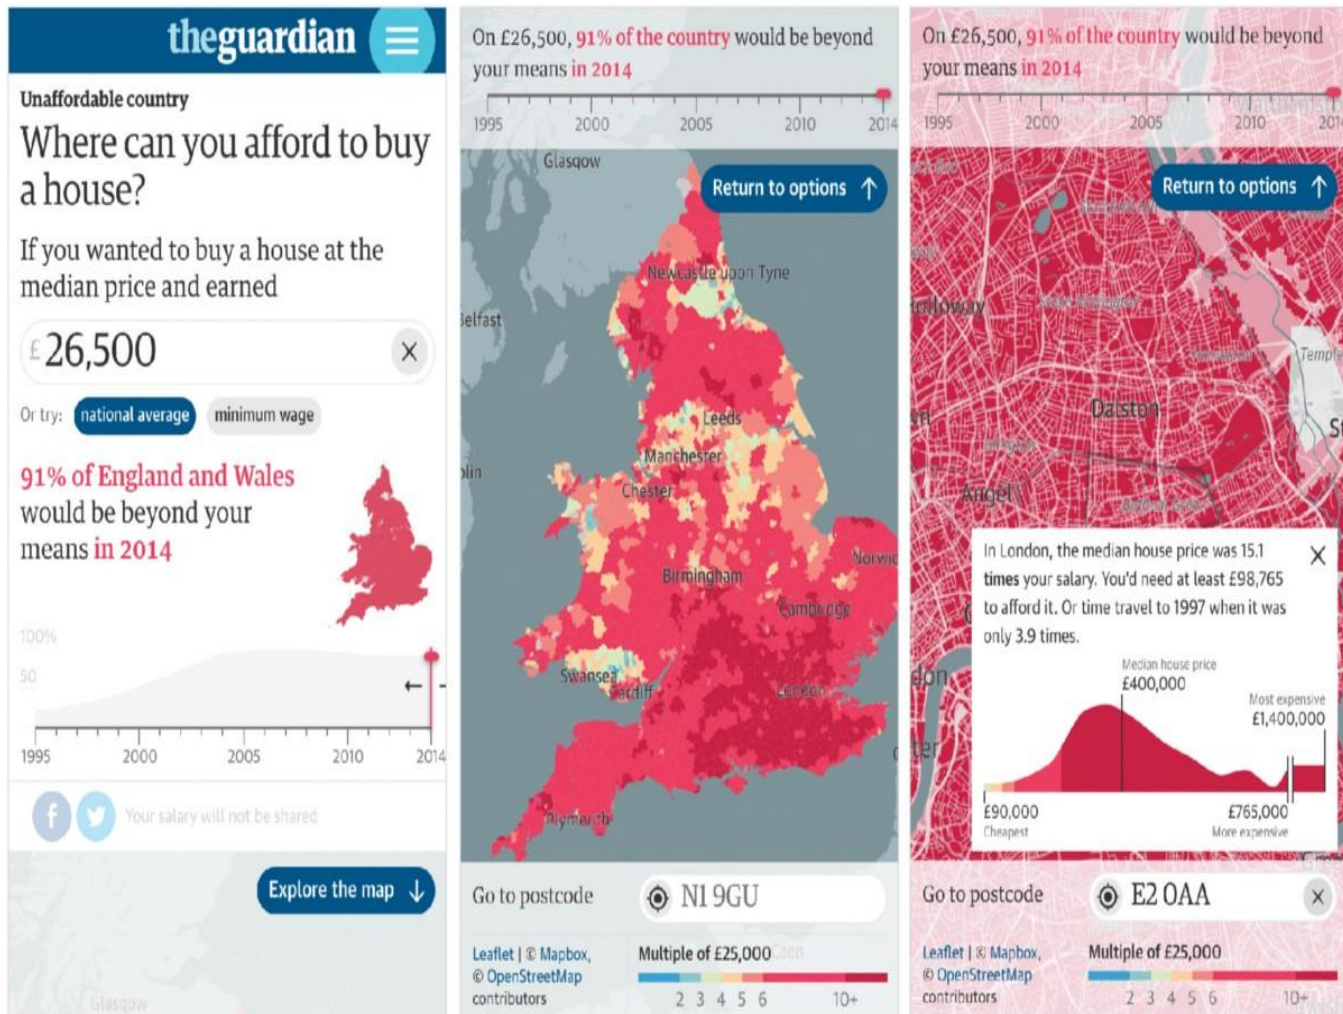 theguardian
Unaffordable country
Where can you afford to buy
a house?
If you wanted to buy a house at the
median price and earned
£ 26,500
Or try: national average minimum wage
91% of England and Wales
would be beyond your
means in 2014
100%
50
1995 2000 2005 2010 2014
Your salary will not be shared
Explore the map
Glasgow
On £26,500, 91% of the country would be beyond
your means in 2014
1995 2000 2005 2010 2014
Glasgow
Return to options
Newcastle upon Tyne
Belfast
Leeds
Manchester
Chester
Birmingham
Cambridge
Swansea
Cardiff
London
Plymouth
Go to postcode
N1 9GU
Leaflet | © Mapbox,
© OpenStreetMap
contributors
Multiple of £25,000
Caen
2 3 4 5 6 10+
On £26,500, 91% of the country would be beyond
your means in 2014
1995 2000 2005 2010 201
Return to options
Dalston
Angel
In London, the median house price was 15.1
times your salary. You'd need at least £98,765
to afford it. Or time travel to 1997 when it was
only 3.9 times.
Median house price
£400,000
Most expensive
£1,400,000
£90,000
Cheapest
£765,000
More expensive
Go to postcode
E2 0AA
Leaflet | © Mapbox,
© OpenStreetMap
contributors
Multiple of £25,000
2 3 4 5 6 10+